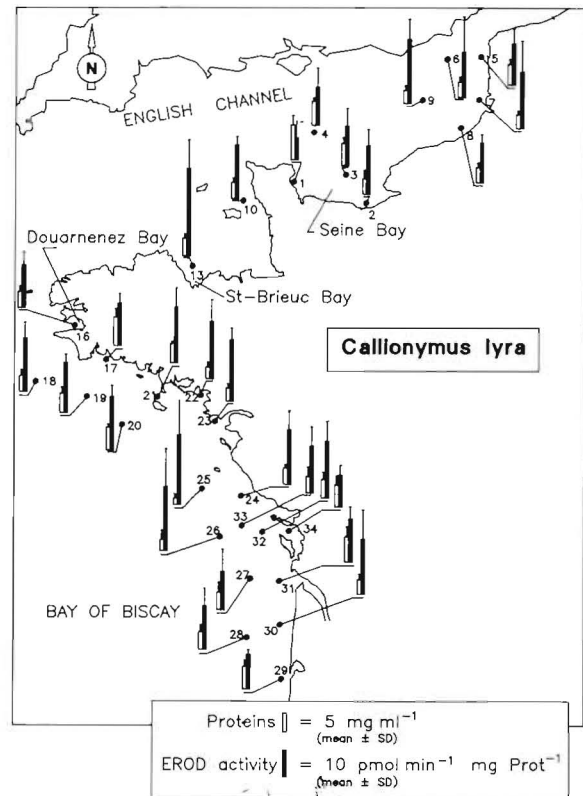 N
ENGLISH CHANNEL
9
6
5
8
4
3
1
2
10
Seine Bay
Douarnenez Bay
13
St-Brieuc Bay
16
17
Callionymus lyra
18
19
20
21
22
23
25
24
33
34
32
26
27
31
BAY OF BISCAY
28
30
29
Proteins = 5 mg ml⁻¹
(mean ± SD)
EROD activity = 10 pmol min⁻¹ mg Prot⁻¹
(mean ± SD)